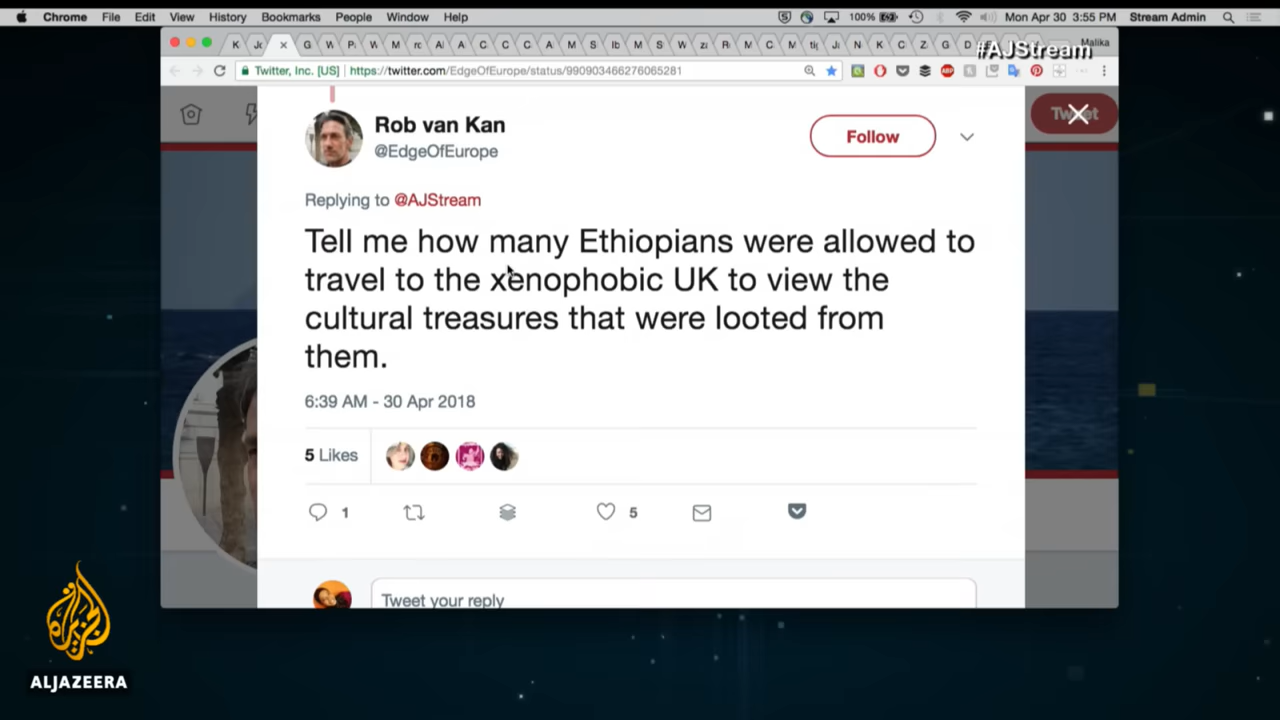 Chrome File Edit View History Bookmarks People Window Help 100% Mon Apr 30 3:55 PM Stream Admin
#AJStream
Malika
Twitter, Inc. [US] https://twitter.com/EdgeOfEurope/status/990903466276065281
Tweet
Rob van Kan
@EdgeOfEurope
Follow
Replying to @AJStream
Tell me how many Ethiopians were allowed to
travel to the xenophobic UK to view the
cultural treasures that were looted from
them.
6:39 AM - 30 Apr 2018
5 Likes
1 5
Tweet your reply
الجزيرة
ALJAZEERA